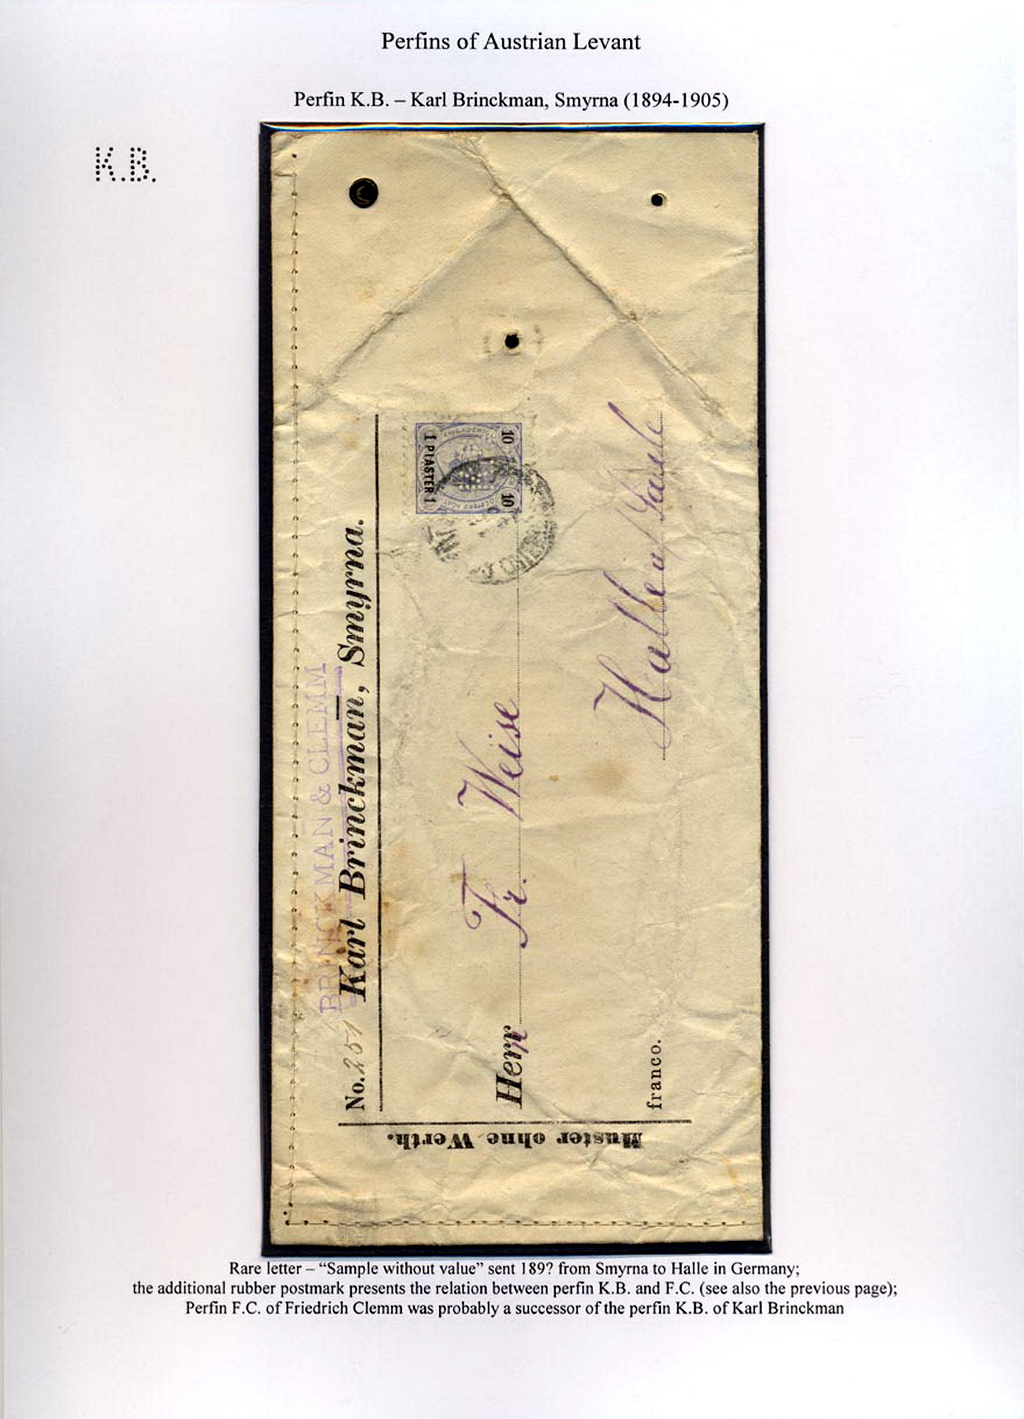 Perfins of Austrian Levant
Perfin K.B. – Karl Brinckman, Smyrna (1894-1905)
K.B.
BRINCKMAN & CLEMM
No. 251 Karl Brinckman, Smyrna.
10 10
1 PIASTER 1
Herrn Fr. Weise
Halle a/Saale
franco.
Muster ohne Werth.
Rare letter – “Sample without value” sent 189? from Smyrna to Halle in Germany;
the additional rubber postmark presents the relation between perfin K.B. and F.C. (see also the previous page);
Perfin F.C. of Friedrich Clemm was probably a successor of the perfin K.B. of Karl Brinckman